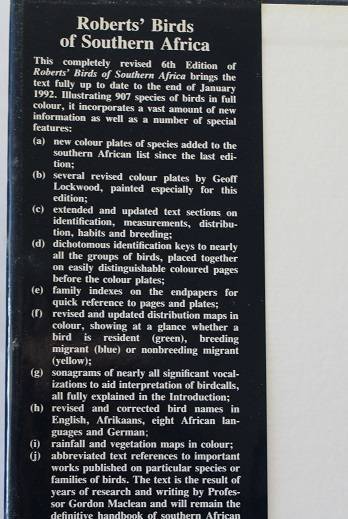 Roberts' Birds
of Southern Africa
This completely revised 6th Edition of
Roberts' Birds of Southern Africa brings the
text fully up to date to the end of January
1992. Illustrating 907 species of birds in full
colour, it incorporates a vast amount of new
information as well as a number of special
features:
(a) new colour plates of species added to the
southern African list since the last edi-
tion;
(b) several revised colour plates by Geoff
Lockwood, painted especially for this
edition;
(c) extended and updated text sections on
identification, measurements, distribu-
tion, habits and breeding;
(d) dichotomous identification keys to nearly
all the groups of birds, placed together
on easily distinguishable coloured pages
before the colour plates;
(e) family indexes on the endpapers for
quick reference to pages and plates;
(f) revised and updated distribution maps in
colour, showing at a glance whether a
bird is resident (green), breeding
migrant (blue) or nonbreeding migrant
(yellow);
(g) sonagrams of nearly all significant vocal-
izations to aid interpretation of birdcalls,
all fully explained in the Introduction;
(h) revised and corrected bird names in
English, Afrikaans, eight African lan-
guages and German;
(i) rainfall and vegetation maps in colour;
(j) abbreviated text references to important
works published on particular species or
families of birds. The text is the result of
years of research and writing by Profes-
sor Gordon Maclean and will remain the
definitive handbook of southern African